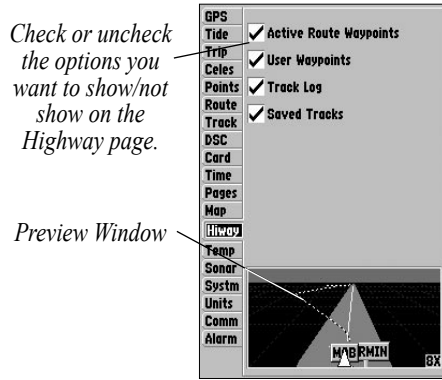 Check or uncheck
the options you
want to show/not
show on the
Highway page.
Preview Window
GPS
Tide
Trip
Celes
Points
Route
Track
DSC
Card
Time
Pages
Map
Hiway
Temp
Sonar
Systm
Units
Comm
Alarm
Active Route Waypoints
User Waypoints
Track Log
Saved Tracks
MOB
RMIN
8X